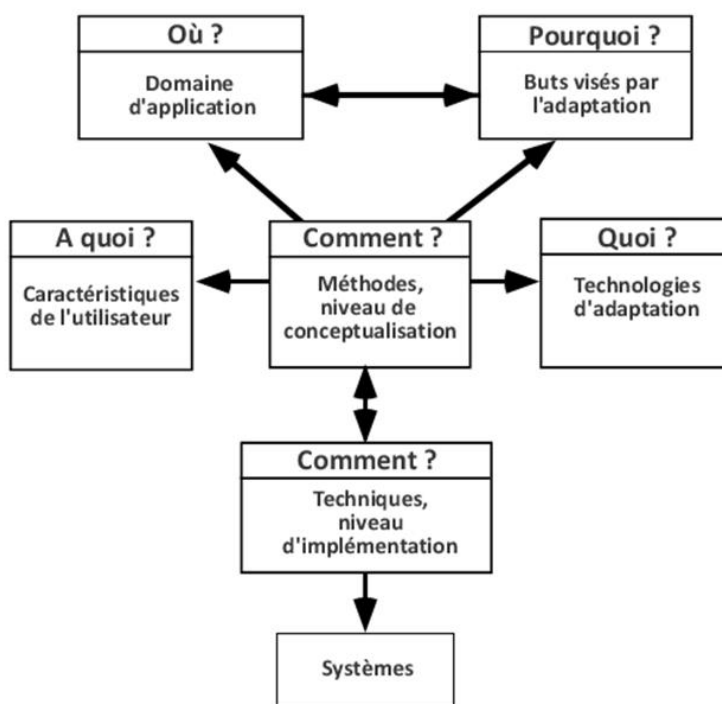 Où ?
Domaine
d'application
Pourquoi ?
Buts visés par
l'adaptation
A quoi ?
Caractéristiques
de l'utilisateur
Comment ?
Méthodes,
niveau de
conceptualisation
Quoi ?
Technologies
d'adaptation
Comment ?
Techniques,
niveau
d'implémentation
Systèmes